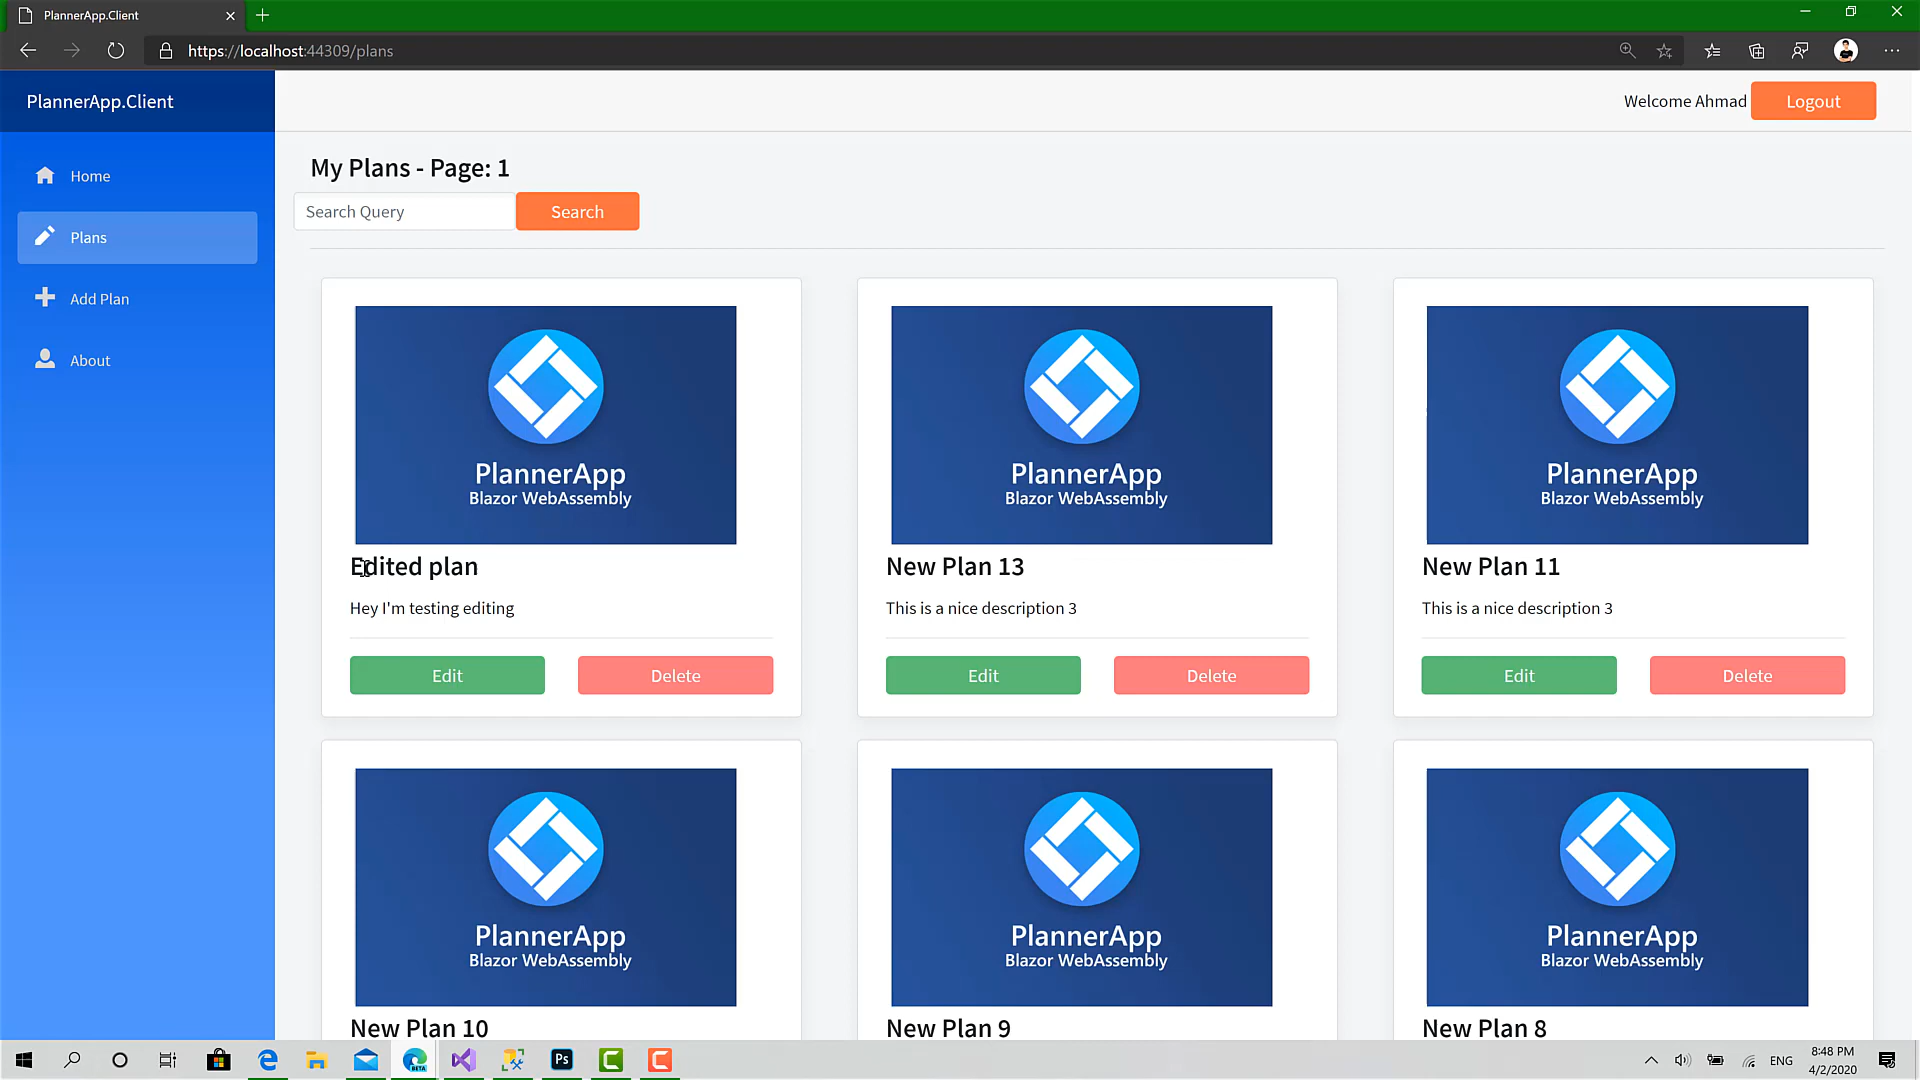 PlannerApp.Client
https://localhost:44309/plans
PlannerApp.Client
Welcome Ahmad
Logout
Home
Plans
Add Plan
About
My Plans - Page: 1
Search Query
Search
PlannerApp
Blazor WebAssembly
Edited plan
Hey I'm testing editing
Edit
Delete
PlannerApp
Blazor WebAssembly
New Plan 13
This is a nice description 3
Edit
Delete
PlannerApp
Blazor WebAssembly
New Plan 11
This is a nice description 3
Edit
Delete
PlannerApp
Blazor WebAssembly
New Plan 10
PlannerApp
Blazor WebAssembly
New Plan 9
PlannerApp
Blazor WebAssembly
New Plan 8
BETA
Ps
ENG
8:48 PM
4/2/2020